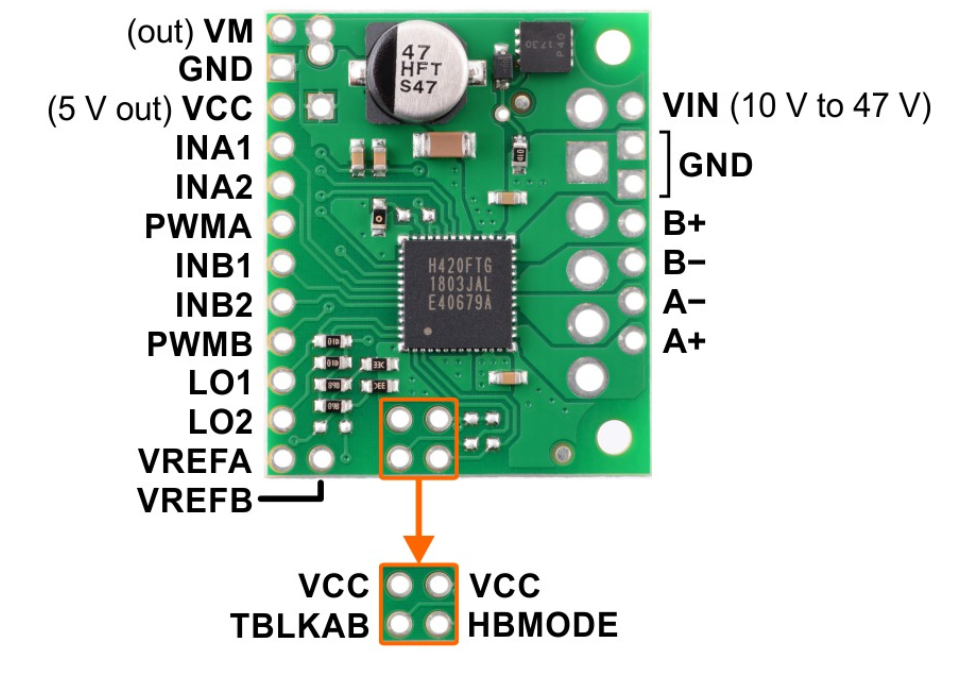 (out) VM
GND
(5 V out) VCC
INA1
INA2
PWMA
INB1
INB2
PWMB
LO1
LO2
VREFA
VREFB
47
HFT
S47
VIN (10 V to 47 V)
GND
B+
B−
A−
A+
H420FTG
1803JAL
E40679A
VCC
TBLKAB
VCC
HBMODE